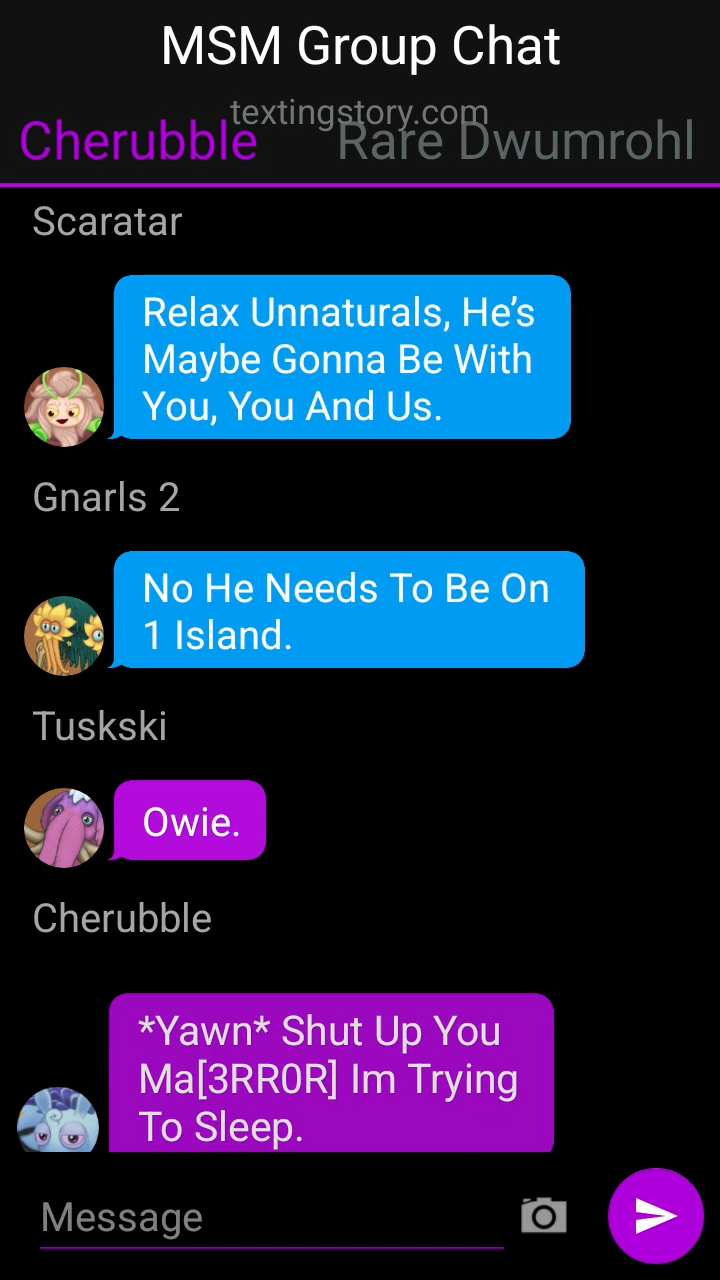 MSM Group Chat
textingstory.com
Cherubble Rare Dwumrohl
Scaratar
Relax Unnaturals, He’s
Maybe Gonna Be With
You, You And Us.
Gnarls 2
No He Needs To Be On
1 Island.
Tuskski
Owie.
Cherubble
*Yawn* Shut Up You
Ma[3RR0R] Im Trying
To Sleep.
Message